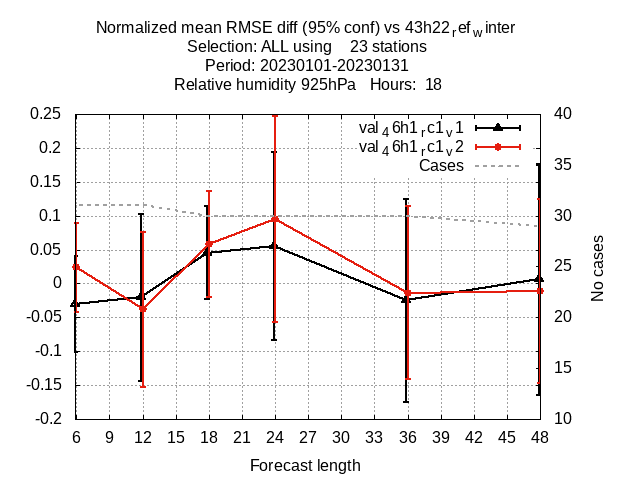 Normalized mean RMSE diff (95% conf) vs 43h22refwinter
Selection: ALL using 23 stations
Period: 20230101-20230131
Relative humidity 925hPa Hours: 18
val46h1rc1v1
val46h1rc1v2
Cases
0.25
0.2
0.15
0.1
0.05
0
-0.05
-0.1
-0.15
-0.2
40
35
30
25
20
15
10
No cases
6 9 12 15 18 21 24 27 30 33 36 39 42 45 48
Forecast length